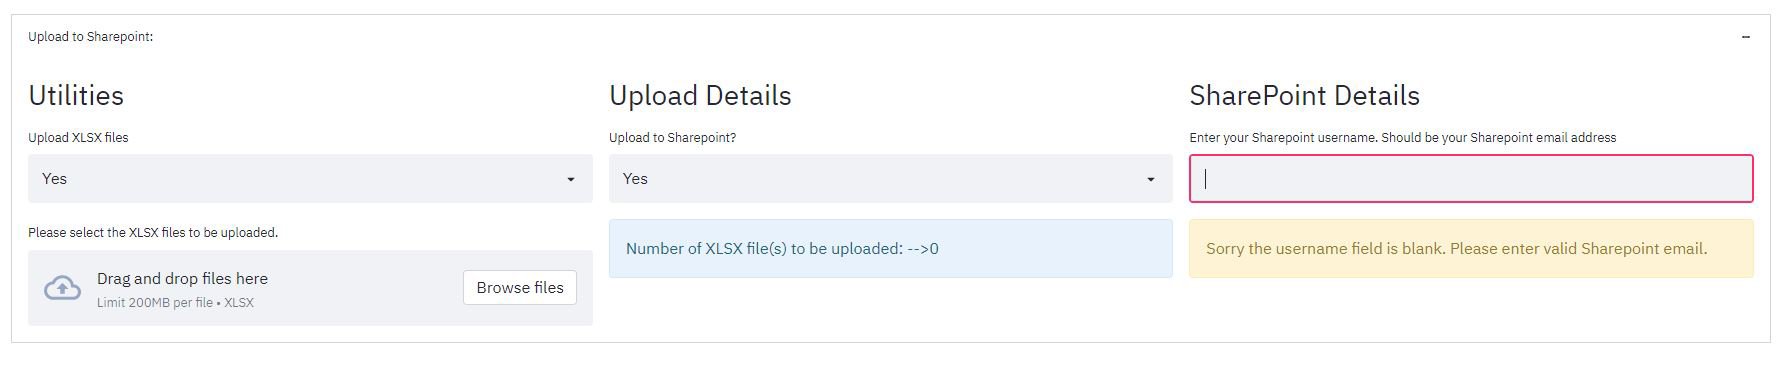 Upload to Sharepoint:
Utilities
Upload XLSX files
Yes
Please select the XLSX files to be uploaded.
Drag and drop files here
Limit 200MB per file • XLSX
Browse files
Upload Details
Upload to Sharepoint?
Yes
Number of XLSX file(s) to be uploaded: -->0
SharePoint Details
Enter your Sharepoint username. Should be your Sharepoint email address
Sorry the username field is blank. Please enter valid Sharepoint email.